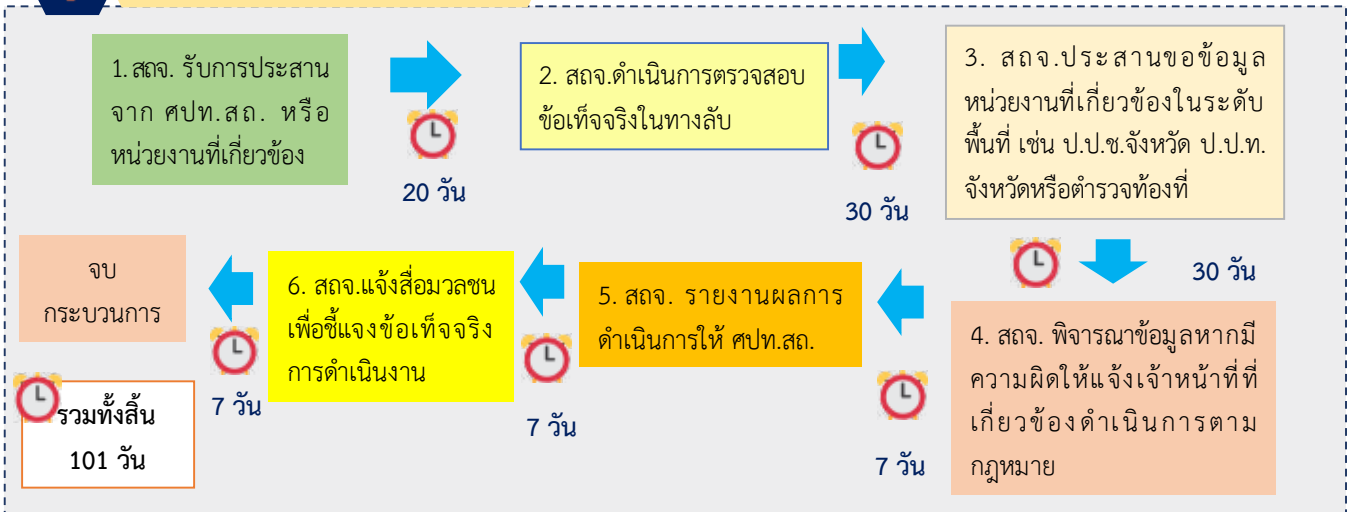 1. สถจ. รับการประสาน
จาก ศปท.สถ. หรือ
หน่วยงานที่เกี่ยวข้อง
20 วัน
2. สถจ.ดำเนินการตรวจสอบ
ข้อเท็จจริงในทางลับ
30 วัน
3. สถจ.ประสานขอข้อมูล
หน่วยงานที่เกี่ยวข้องในระดับ
พื้นที่ เช่น ป.ป.ช.จังหวัด ป.ป.ท.
จังหวัดหรือตำรวจท้องที่
30 วัน
4. สถจ. พิจารณาข้อมูลหากมี
ความผิดให้แจ้งเจ้าหน้าที่ที่
เกี่ยวข้องดำเนินการตาม
กฎหมาย
7 วัน
5. สถจ. รายงานผลการ
ดำเนินการให้ ศปท.สถ.
7 วัน
6. สถจ.แจ้งสื่อมวลชน
เพื่อชี้แจงข้อเท็จจริง
การดำเนินงาน
7 วัน
จบ
กระบวนการ
รวมทั้งสิ้น
101 วัน